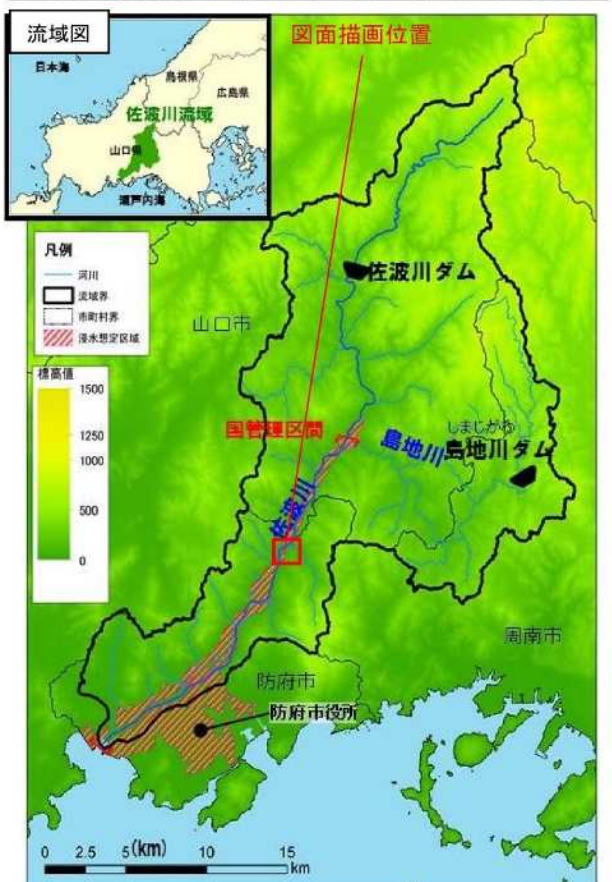 流域図
日本海
島根県
広島県
佐波川流域
山口県
瀬戸内海
図面描画位置
凡例
河川
流域界
市町村界
浸水想定区域
標高値
1500
1250
1000
500
0
山口市
佐波川ダム
国管理区間
しまじがわ
島地川
島地川ダム
佐波川
周南市
防府市
防府市役所
0 2.5 5(km) 10 15
km